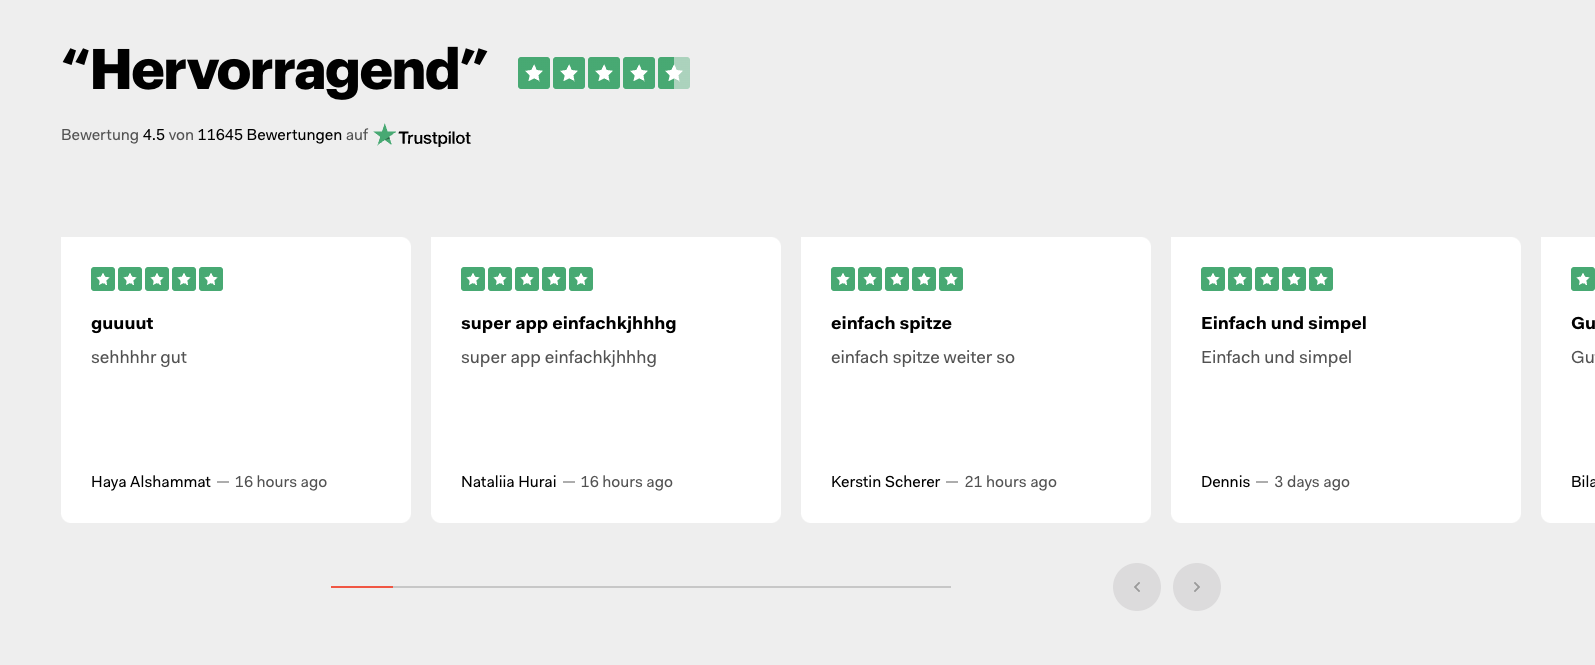 “Hervorragend”
Bewertung 4.5 von 11645 Bewertungen auf Trustpilot
guuuut
sehhhhr gut
Haya Alshammat — 16 hours ago
super app einfachkjhhhg
super app einfachkjhhhg
Nataliia Hurai — 16 hours ago
einfach spitze
einfach spitze weiter so
Kerstin Scherer — 21 hours ago
Einfach und simpel
Einfach und simpel
Dennis — 3 days ago
Gu
Gu
Bila